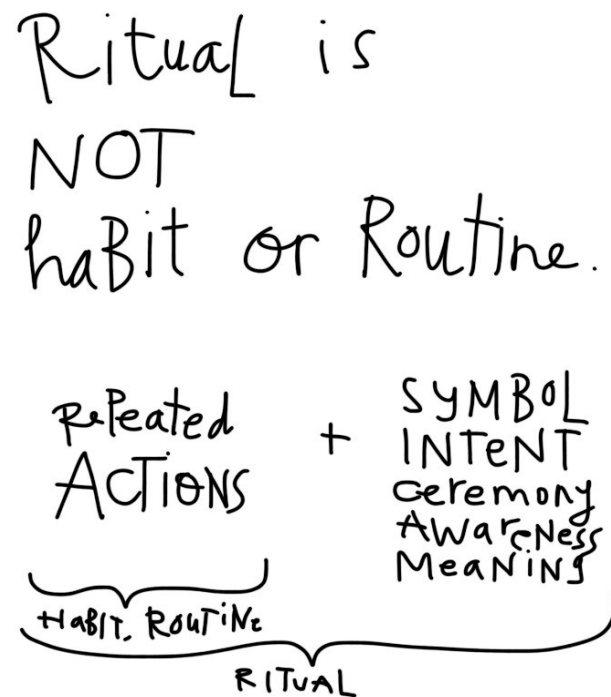 Ritual is
NOT
haBit or Routine.
RePeated
ACTiONS
+
SYMBOL
INTeNT
Ceremony
AWareNess
MeaNiNg
HaBIT, ROUTiNe
RITUAL